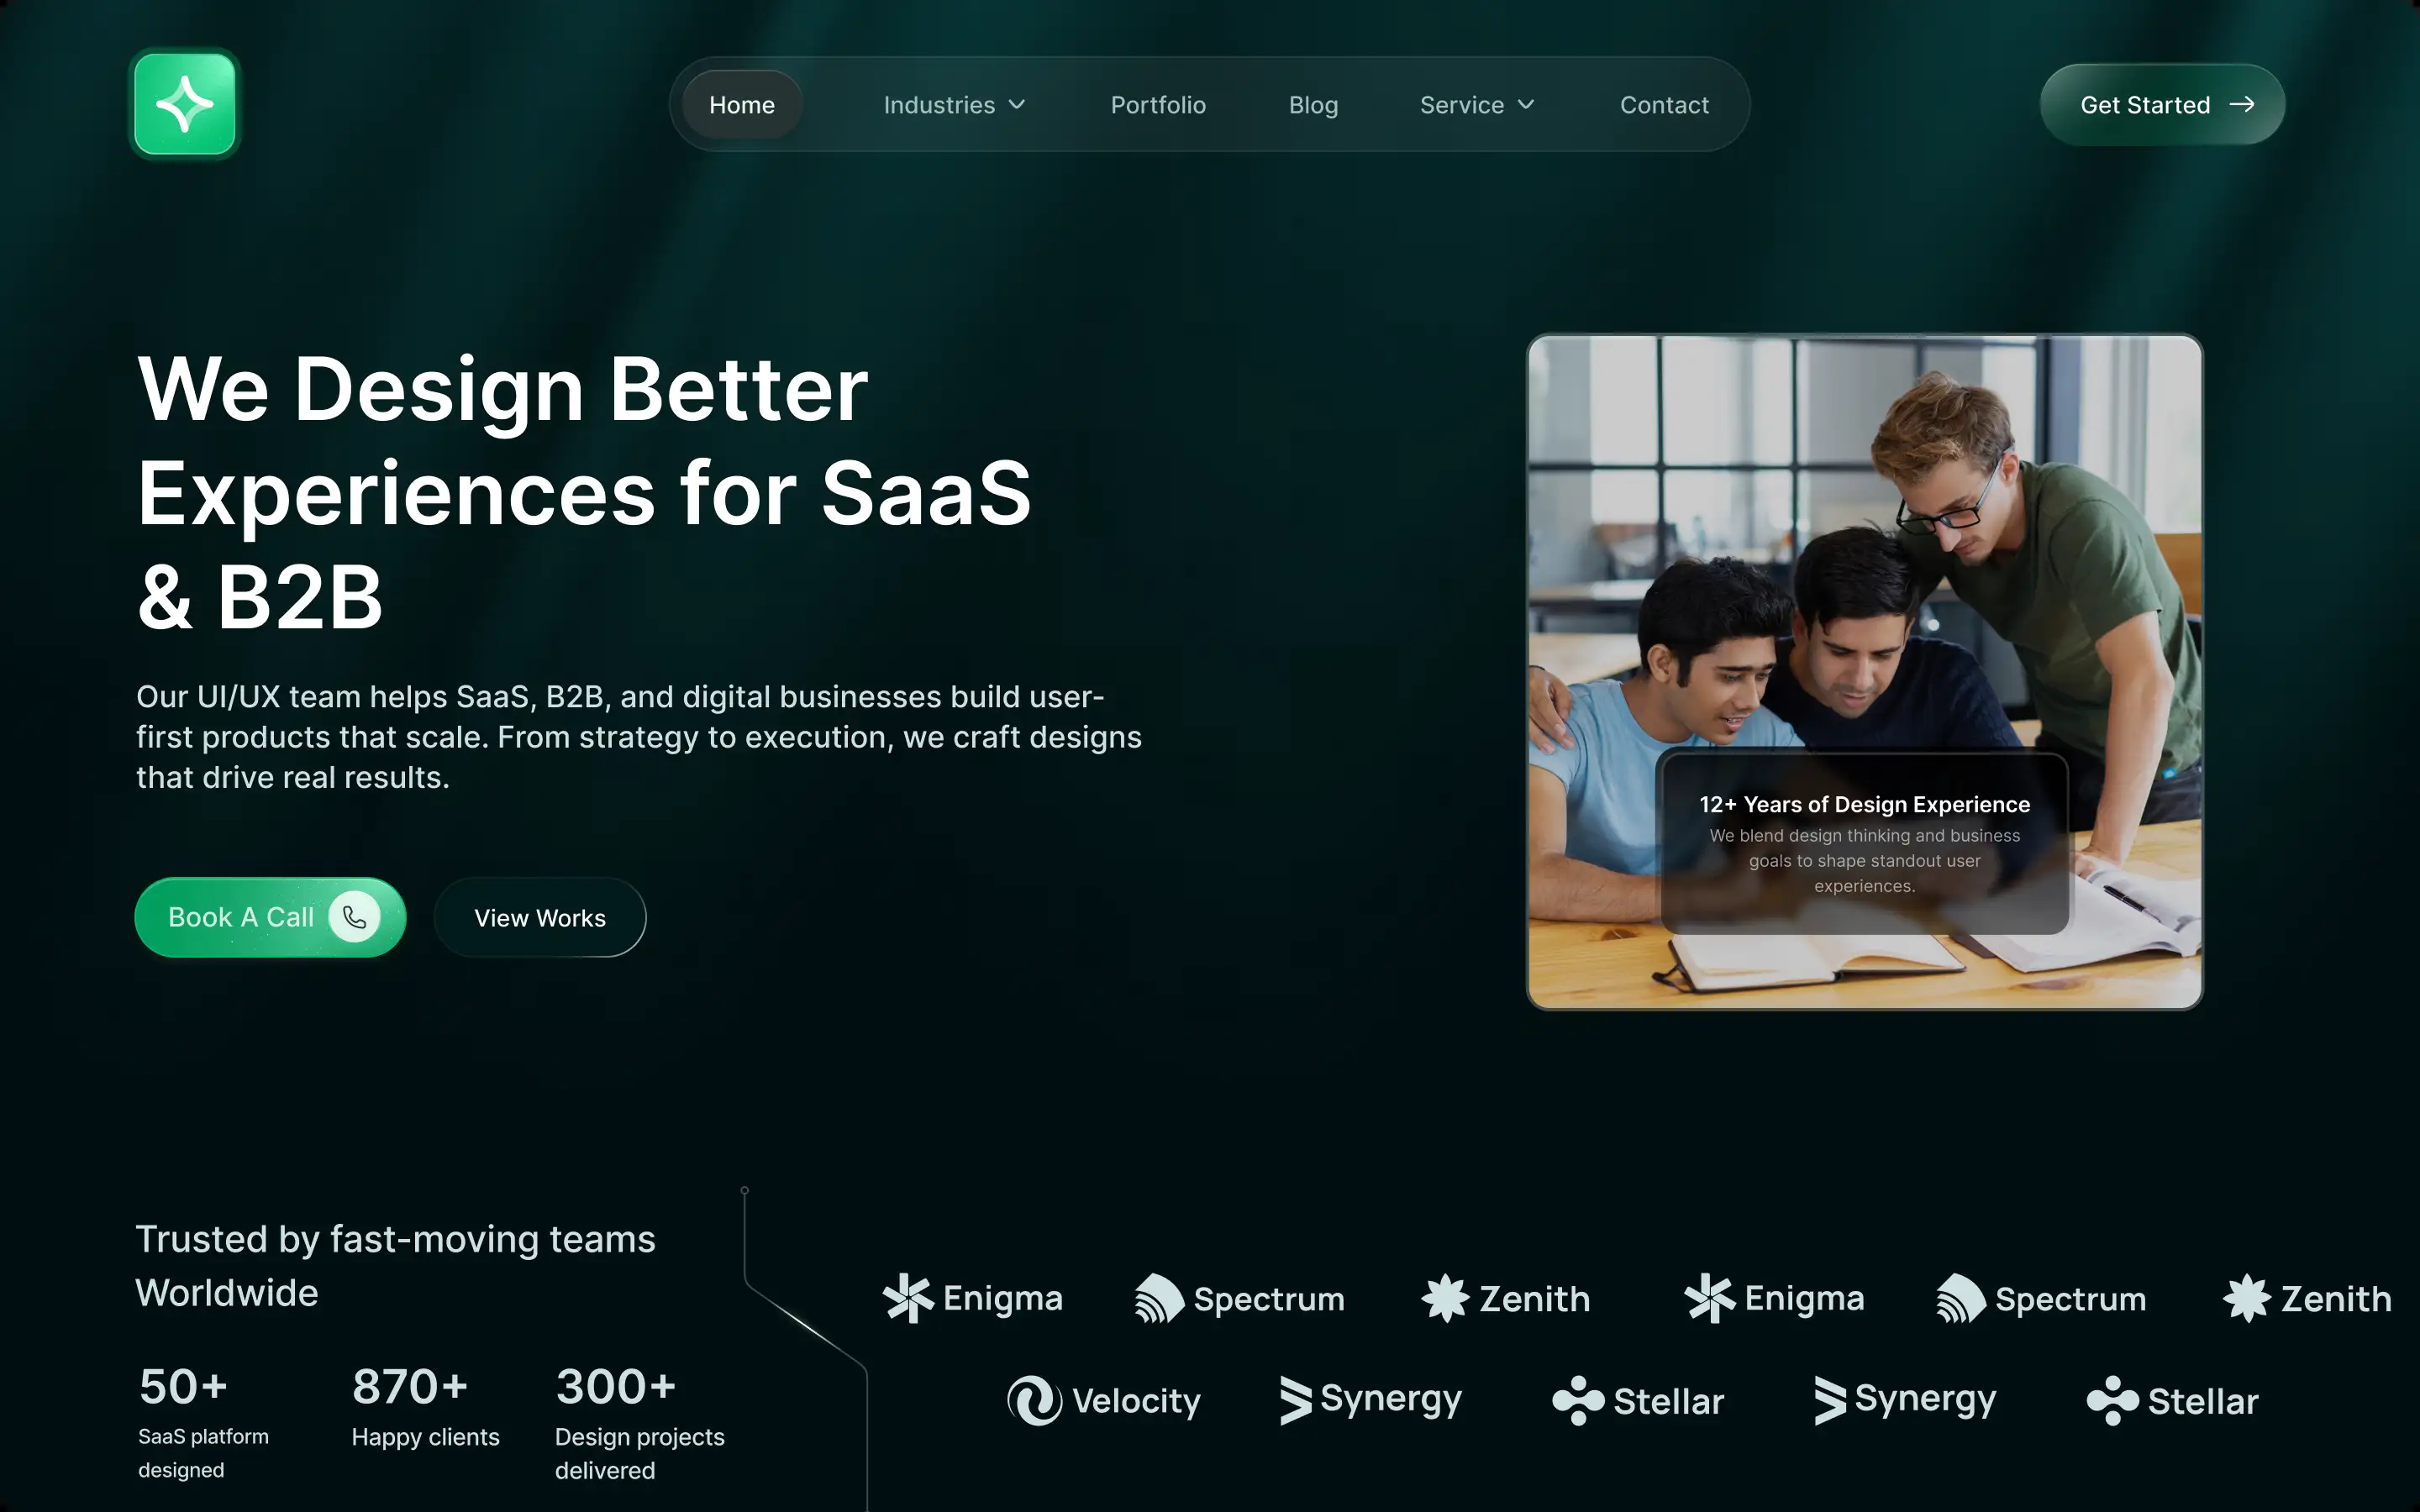 Home
Industries
Portfolio
Blog
Service
Contact
Get Started
We Design Better
Experiences for SaaS
& B2B
Our UI/UX team helps SaaS, B2B, and digital businesses build user-
first products that scale. From strategy to execution, we craft designs
that drive real results.
Book A Call
View Works
12+ Years of Design Experience
We blend design thinking and business
goals to shape standout user
experiences.
Trusted by fast-moving teams
Worldwide
50+
SaaS platform
designed
870+
Happy clients
300+
Design projects
delivered
Enigma
Spectrum
Zenith
Enigma
Spectrum
Zenith
Velocity
Synergy
Stellar
Synergy
Stellar